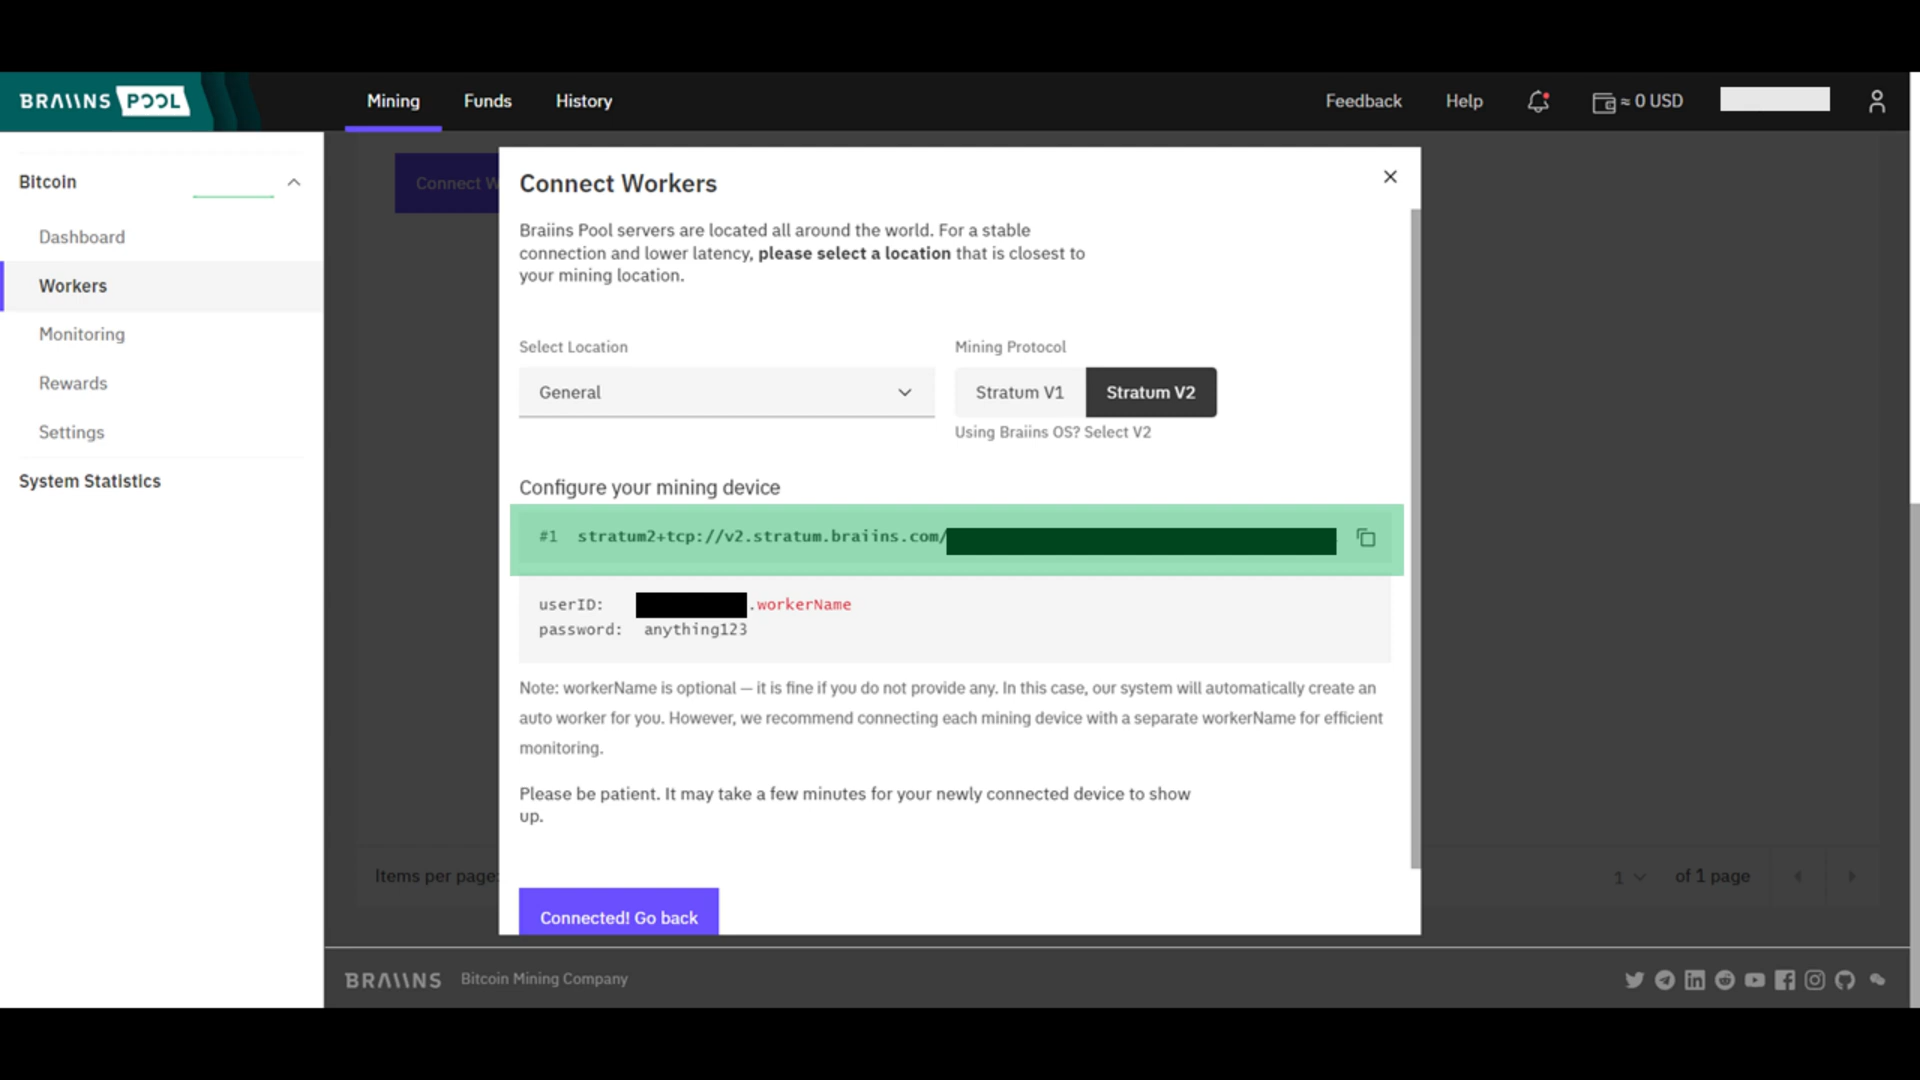 BRAIINS POOL
Mining
Funds
History
Feedback
Help
≈ 0 USD
Bitcoin
Dashboard
Workers
Monitoring
Rewards
Settings
System Statistics
Connect W
Connect Workers
Braiins Pool servers are located all around the world. For a stable
connection and lower latency, please select a location that is closest to
your mining location.
Select Location
General
Mining Protocol
Stratum V1
Stratum V2
Using Braiins OS? Select V2
Configure your mining device
#1 stratum2+tcp://v2.stratum.braiins.com/
userID: .workerName
password: anything123
Note: workerName is optional — it is fine if you do not provide any. In this case, our system will automatically create an
auto worker for you. However, we recommend connecting each mining device with a separate workerName for efficient
monitoring.
Please be patient. It may take a few minutes for your newly connected device to show
up.
Connected! Go back
Items per page:
1
of 1 page
BRAIINS
Bitcoin Mining Company